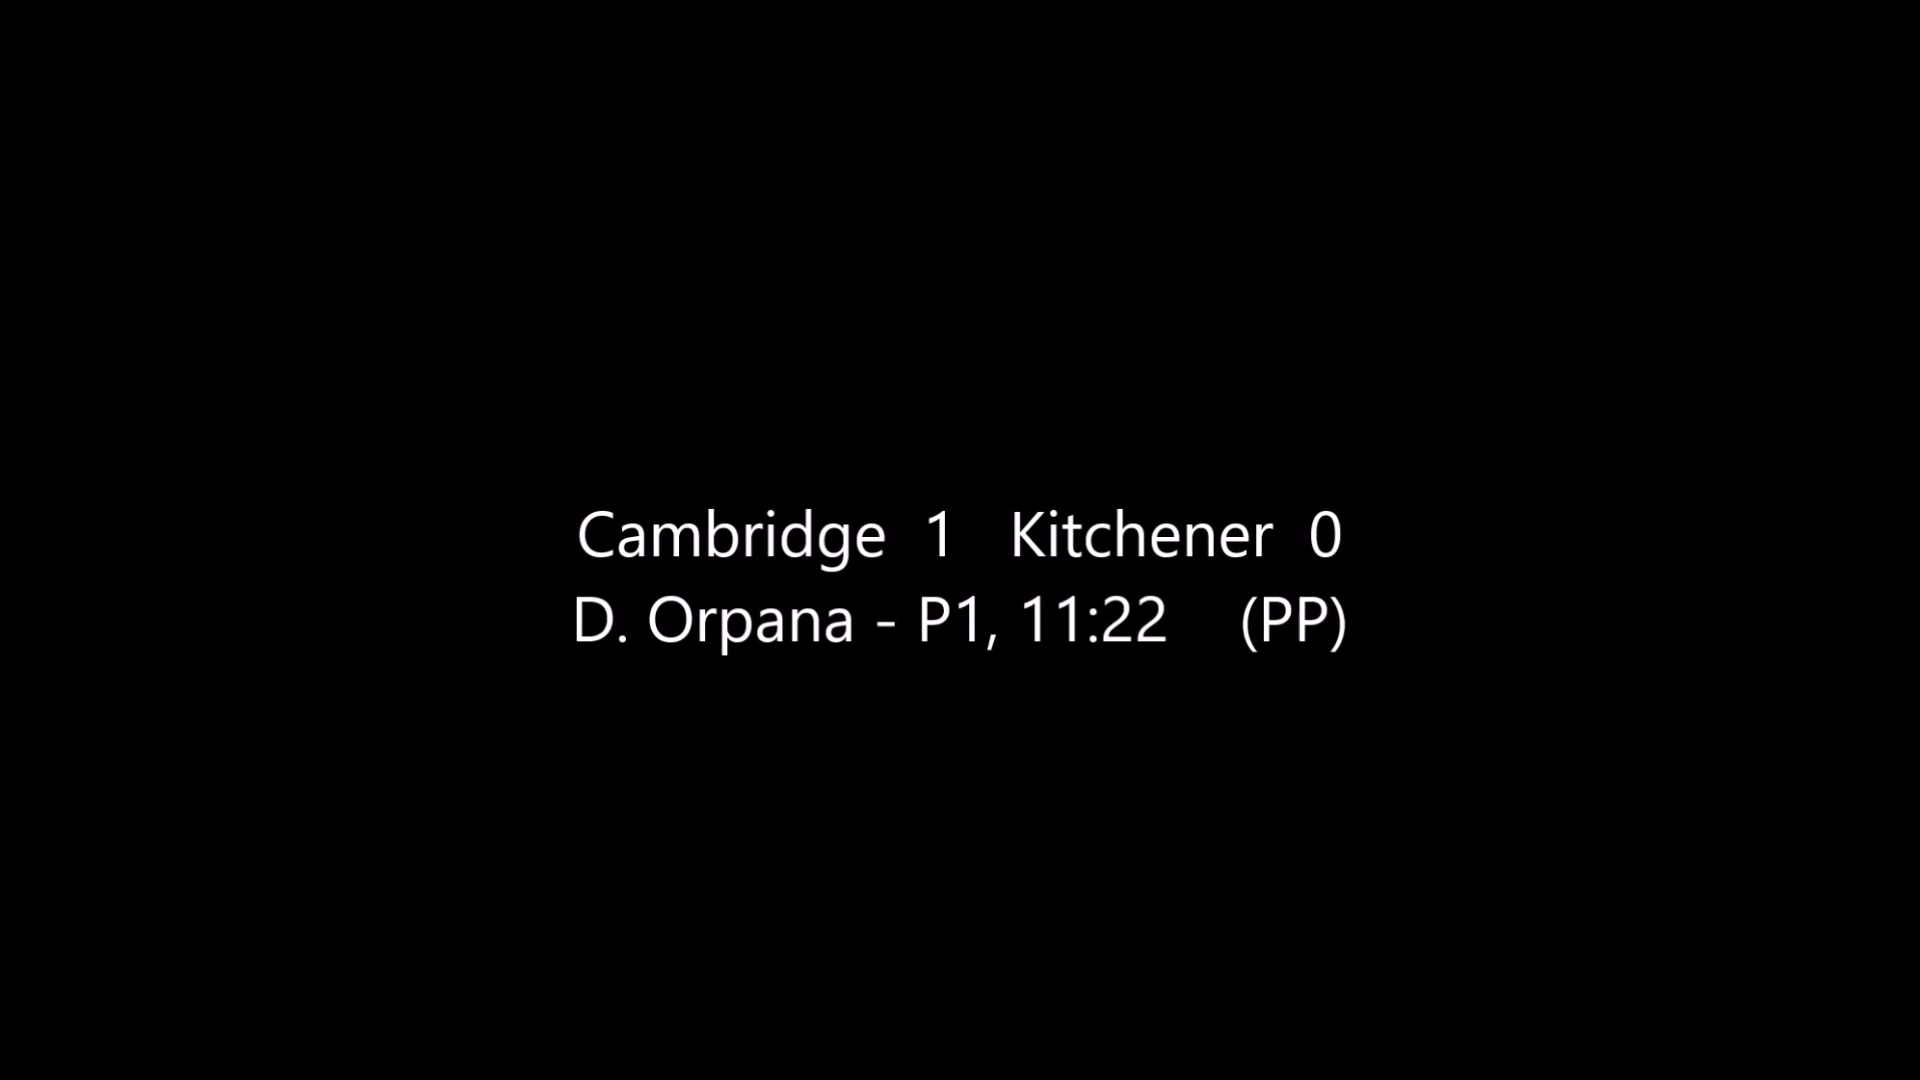 Cambridge 1 Kitchener 0
D. Orpana - P1, 11:22 (PP)